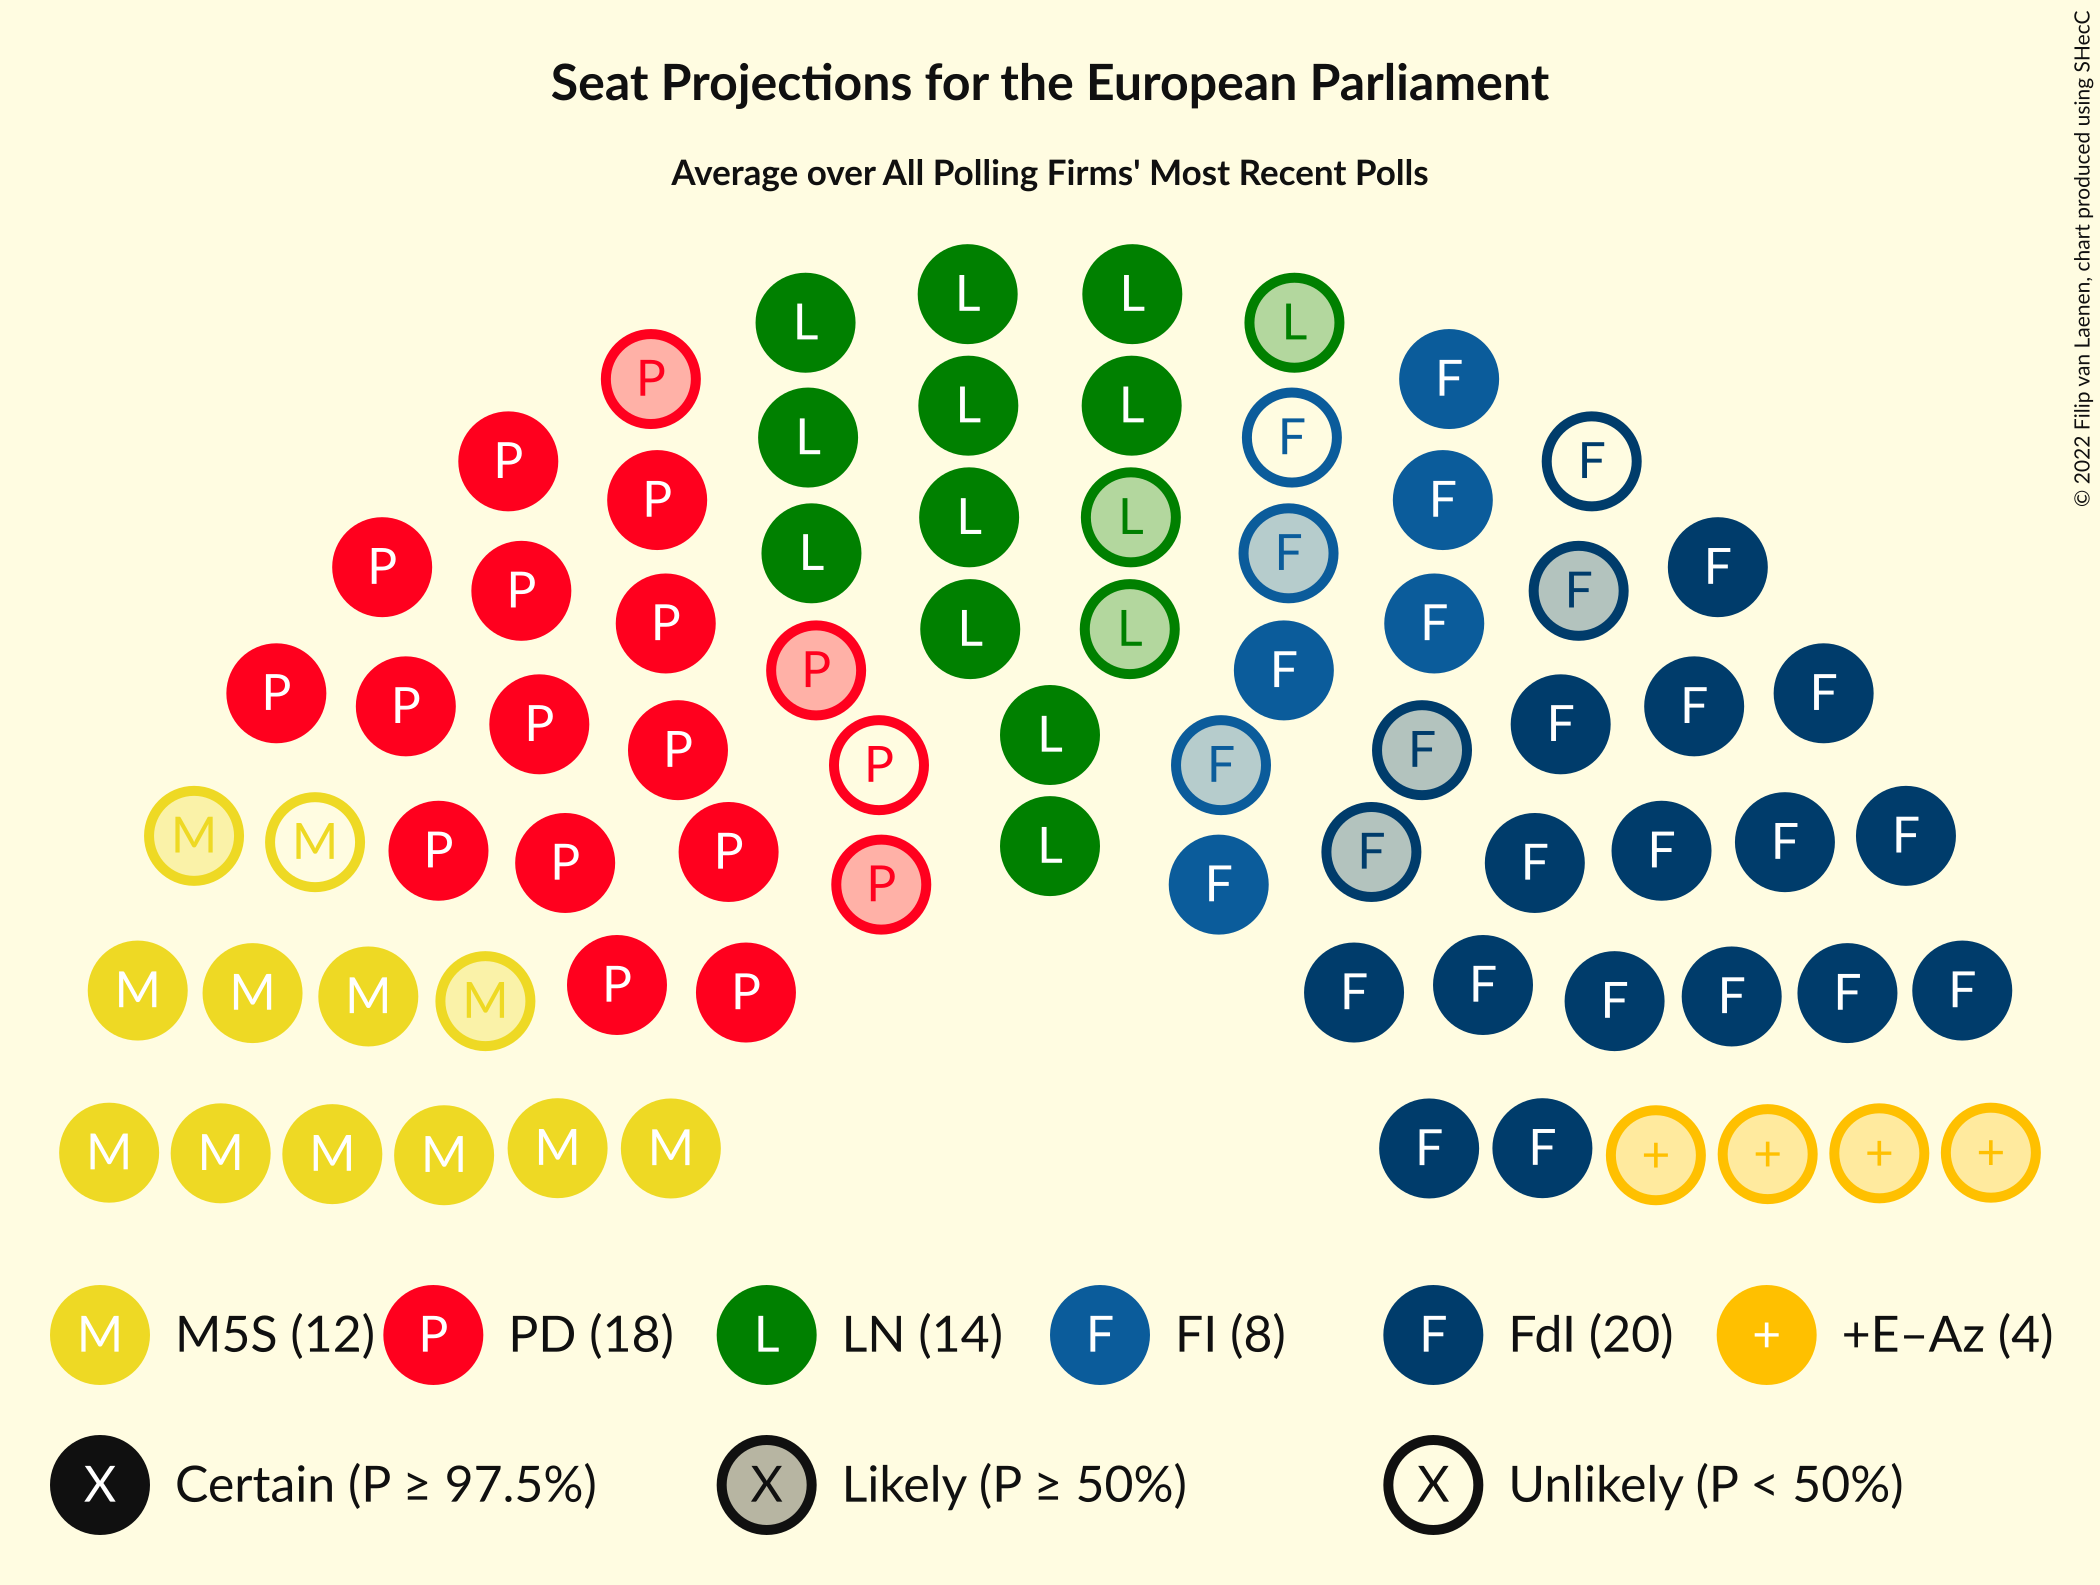 Seat Projections for the European Parliament
Average over All Polling Firms' Most Recent Polls
© 2022 Filip van Laenen, chart produced using SHecC
L L
L L
P F
L L
L F
P F
P F
L L
L F
P F
P F
P F
L L
P F
P F
P F
P F
P F
L
P F
P F
M F
M F
P F
P F
P F
L
P F
M F
M F
M F
M F
P F
P F
M +
M +
M +
M +
M F
M F
M M5S (12) P PD (18) L LN (14) F FI (8) F FdI (20) + +E–Az (4)
X Certain (P ≥ 97.5%) X Likely (P ≥ 50%) X Unlikely (P < 50%)